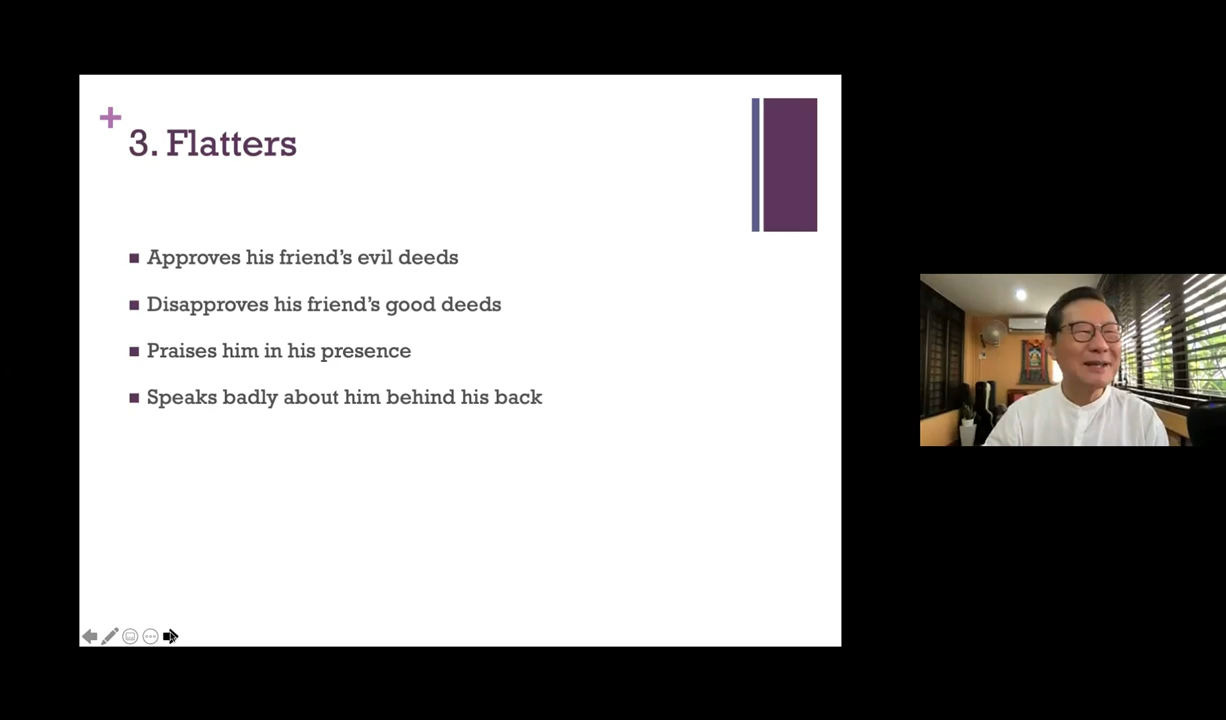 3. Flatters
Approves his friend’s evil deeds
Disapproves his friend’s good deeds
Praises him in his presence
Speaks badly about him behind his back